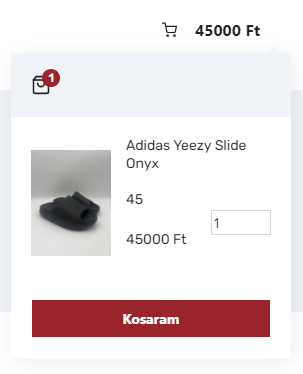 45000 Ft
1
Adidas Yeezy Slide
Onyx
45
45000 Ft
1
Kosaram